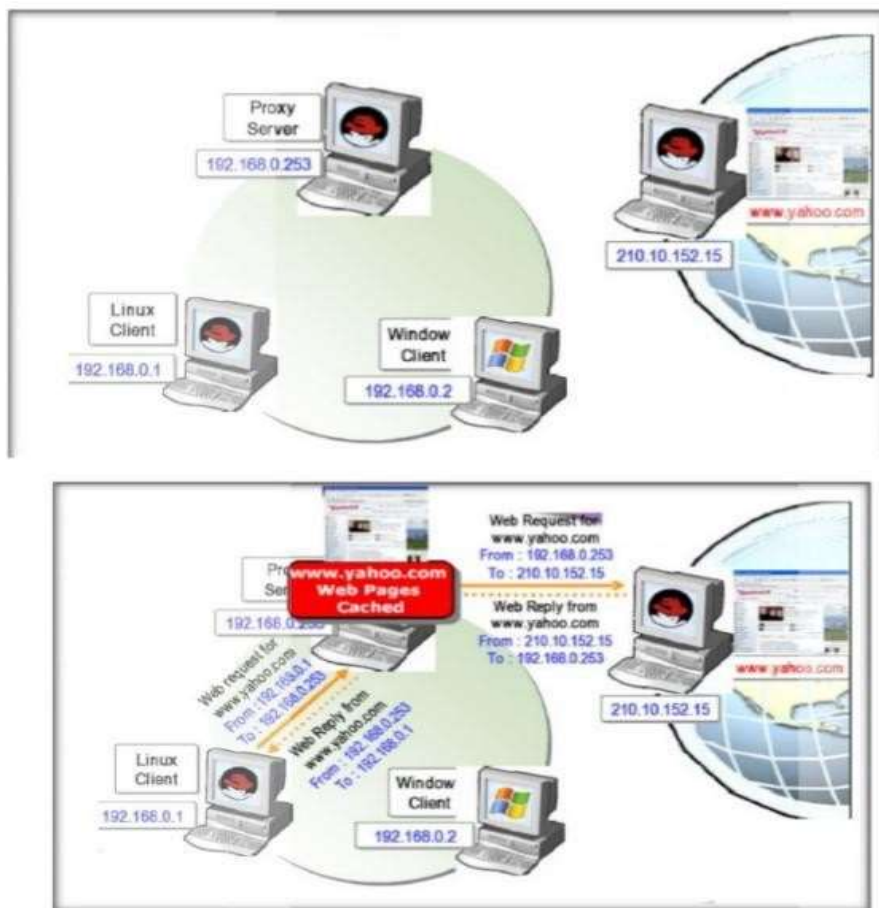 Proxy
Server
192.168.0.253
www.yahoo.com
210.10.152.15
Linux
Client
192.168.0.1
Window
Client
192.168.0.2
Web Request for
www.yahoo.com
From : 192.168.0.253
To : 210.10.152.15
www.yahoo.com
Web Pages
Cached
Web Reply from
www.yahoo.com
From : 210.10.152.15
To : 192.168.0.253
www.yahoo.com
210.10.152.15
Web request for
www.yahoo.com
From : 192.168.0.1
To : 192.168.0.253
Web Reply from
www.yahoo.com
From : 192.168.0.253
To : 192.168.0.1
Linux
Client
192.168.0.1
Window
Client
192.168.0.2